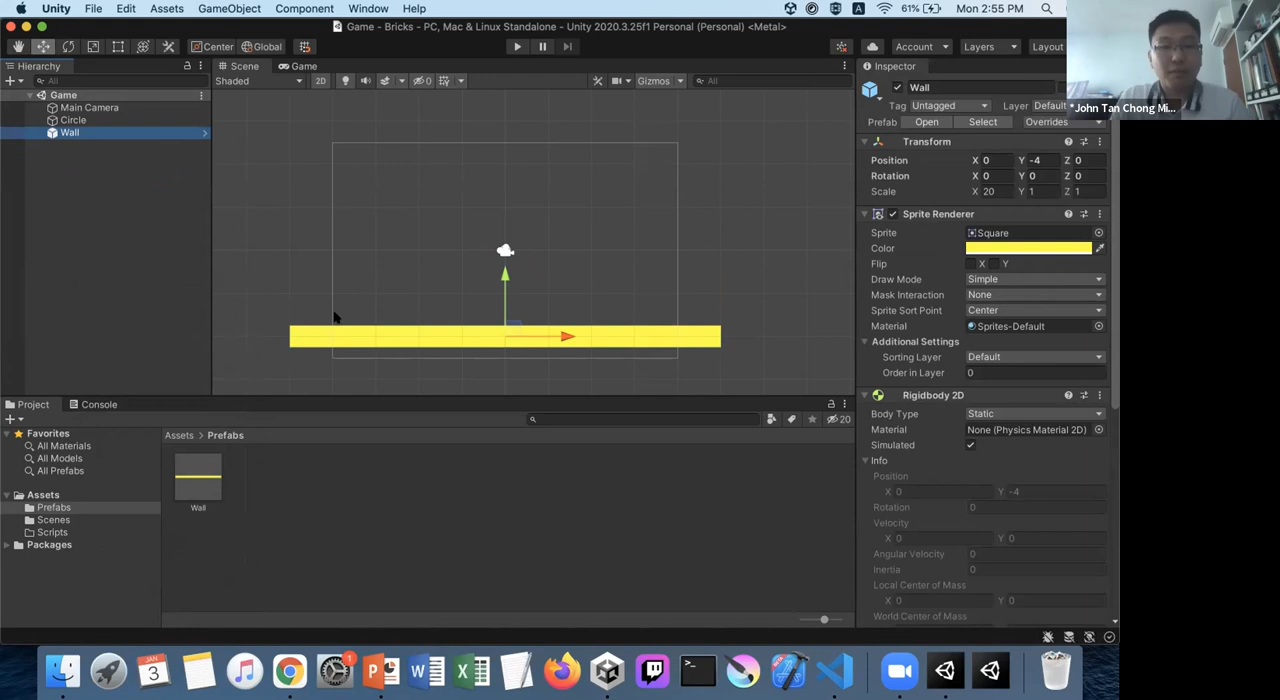 Unity File Edit Assets GameObject Component Window Help
A 61% Mon 2:55 PM
Game - Bricks - PC, Mac & Linux Standalone - Unity 2020.3.25f1 Personal (Personal) <Metal>
Center Global
Account Layers Layout
*John Tan Chong Mi...
Hierarchy
All
Game
Main Camera
Circle
Wall
Scene Game
Shaded 2D 0 Gizmos All
Inspector
Wall
Tag Untagged Layer Default
Prefab Open Select Overrides
Transform
Position X 0 Y -4 Z 0
Rotation X 0 Y 0 Z 0
Scale X 20 Y 1 Z 1
Sprite Renderer
Sprite Square
Color
Flip X Y
Draw Mode Simple
Mask Interaction None
Sprite Sort Point Center
Material Sprites-Default
Additional Settings
Sorting Layer Default
Order in Layer 0
Rigidbody 2D
Body Type Static
Material None (Physics Material 2D)
Simulated
Info
Position
X 0 Y -4
Rotation 0
Velocity
X 0 Y 0
Angular Velocity 0
Inertia 0
Local Center of Mass
X 0 Y 0
World Center of Mass
Project Console
20
Favorites
All Materials
All Models
All Prefabs
Assets
Prefabs
Scenes
Scripts
Packages
Assets > Prefabs
Wall
JAN
3
1